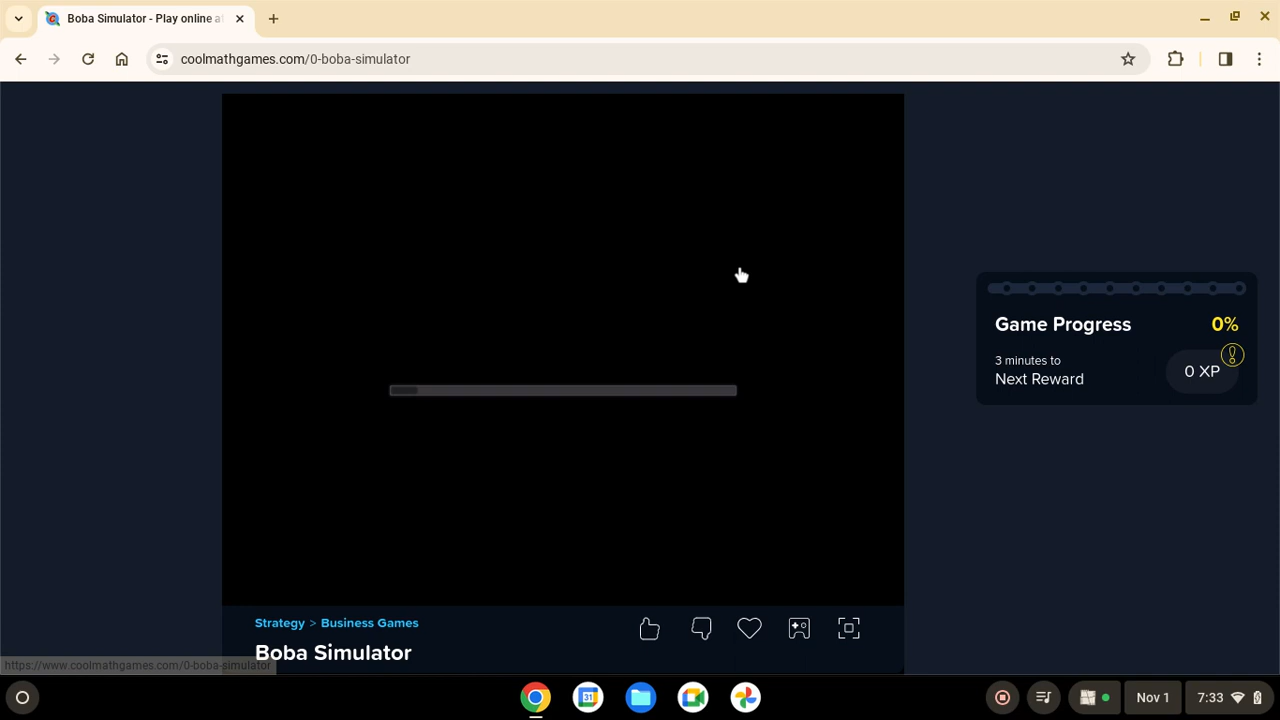 Boba Simulator - Play online a
coolmathgames.com/0-boba-simulator
Game Progress 0%
3 minutes to
Next Reward
0 XP
Strategy > Business Games
Boba Simulator
https://www.coolmathgames.com/0-boba-simulator
31
Nov 1
7:33